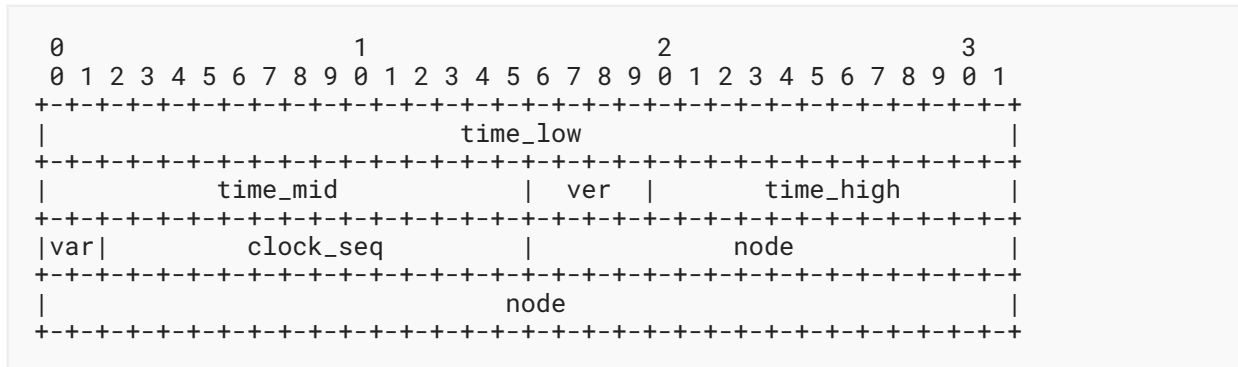 0                   1                   2                   3
 0 1 2 3 4 5 6 7 8 9 0 1 2 3 4 5 6 7 8 9 0 1 2 3 4 5 6 7 8 9 0 1
+-+-+-+-+-+-+-+-+-+-+-+-+-+-+-+-+-+-+-+-+-+-+-+-+-+-+-+-+-+-+-+-+
|                           time_low                            |
+-+-+-+-+-+-+-+-+-+-+-+-+-+-+-+-+-+-+-+-+-+-+-+-+-+-+-+-+-+-+-+-+
|           time_mid            |  ver  |       time_high       |
+-+-+-+-+-+-+-+-+-+-+-+-+-+-+-+-+-+-+-+-+-+-+-+-+-+-+-+-+-+-+-+-+
|var|         clock_seq         |             node              |
+-+-+-+-+-+-+-+-+-+-+-+-+-+-+-+-+-+-+-+-+-+-+-+-+-+-+-+-+-+-+-+-+
|                              node                             |
+-+-+-+-+-+-+-+-+-+-+-+-+-+-+-+-+-+-+-+-+-+-+-+-+-+-+-+-+-+-+-+-+